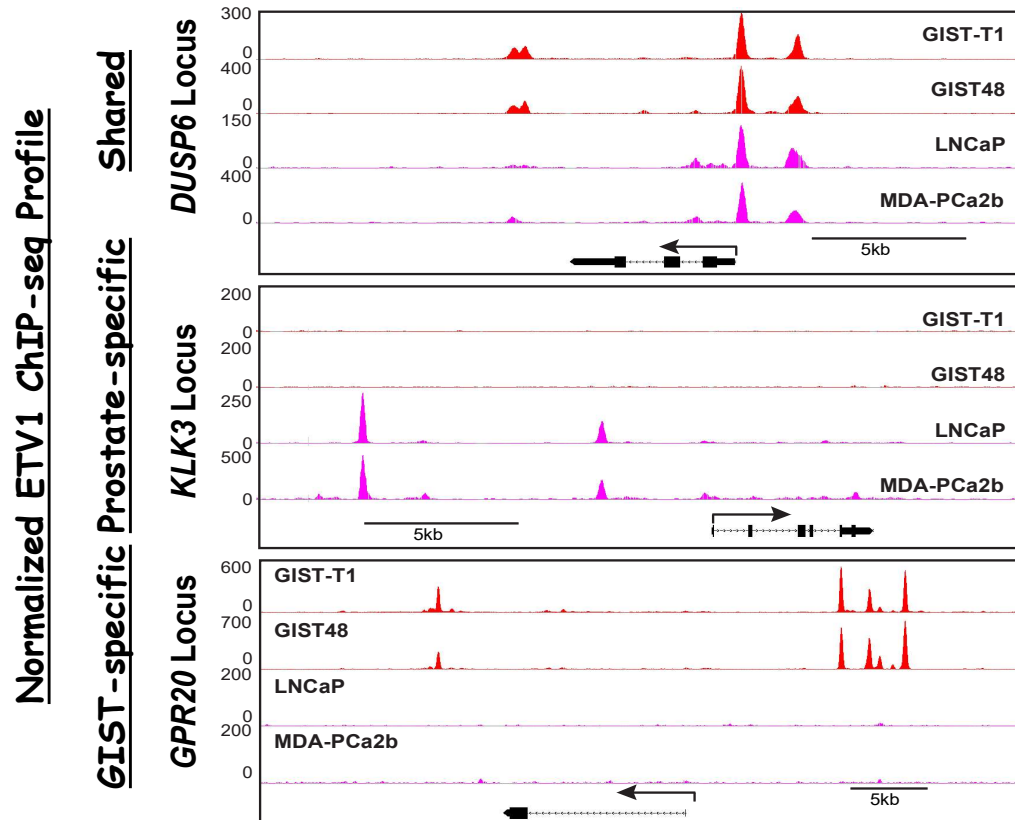 Normalized ETV1 ChIP-seq Profile
Shared
DUSP6 Locus
300
0
GIST-T1
400
0
GIST48
150
0
LNCaP
400
0
MDA-PCa2b
5kb
Prostate-specific
KLK3 Locus
200
0
GIST-T1
200
0
GIST48
250
0
LNCaP
500
0
MDA-PCa2b
5kb
GIST-specific
GPR20 Locus
600
0
GIST-T1
700
0
GIST48
200
0
LNCaP
200
0
MDA-PCa2b
5kb